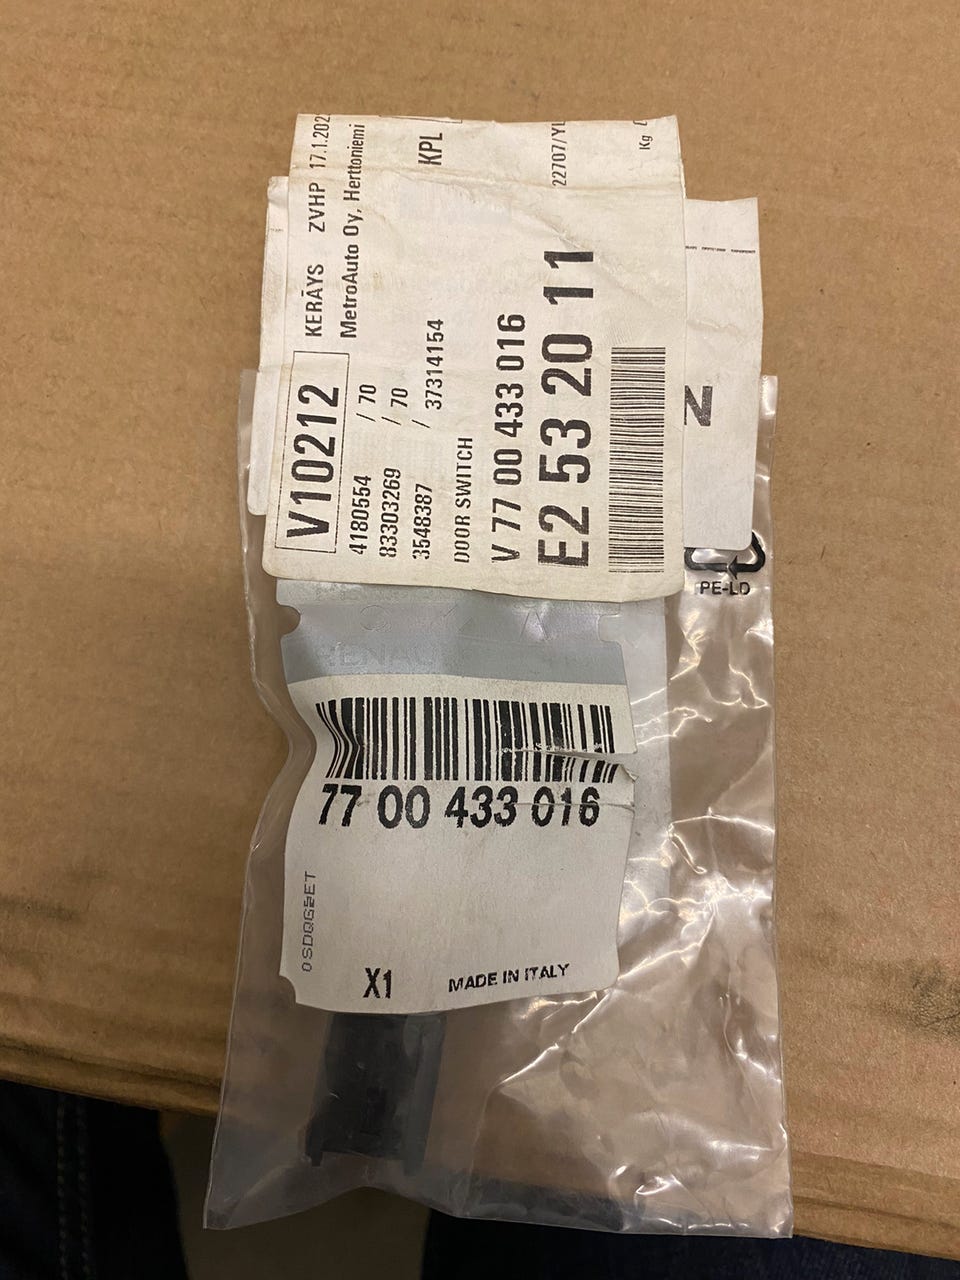 KERÄYS ZVHP 17.1.202
V10212
MetroAuto Oy, Herttoniemi
4180554 / 70
83303269 / 70
3548387 / 37314154
KPL
DOOR SWITCH
V 77 00 433 016
E2 53 20 11
22707/YL
Kg
N
PE-LD
RENAUL
77 00 433 016
X1
MADE IN ITALY